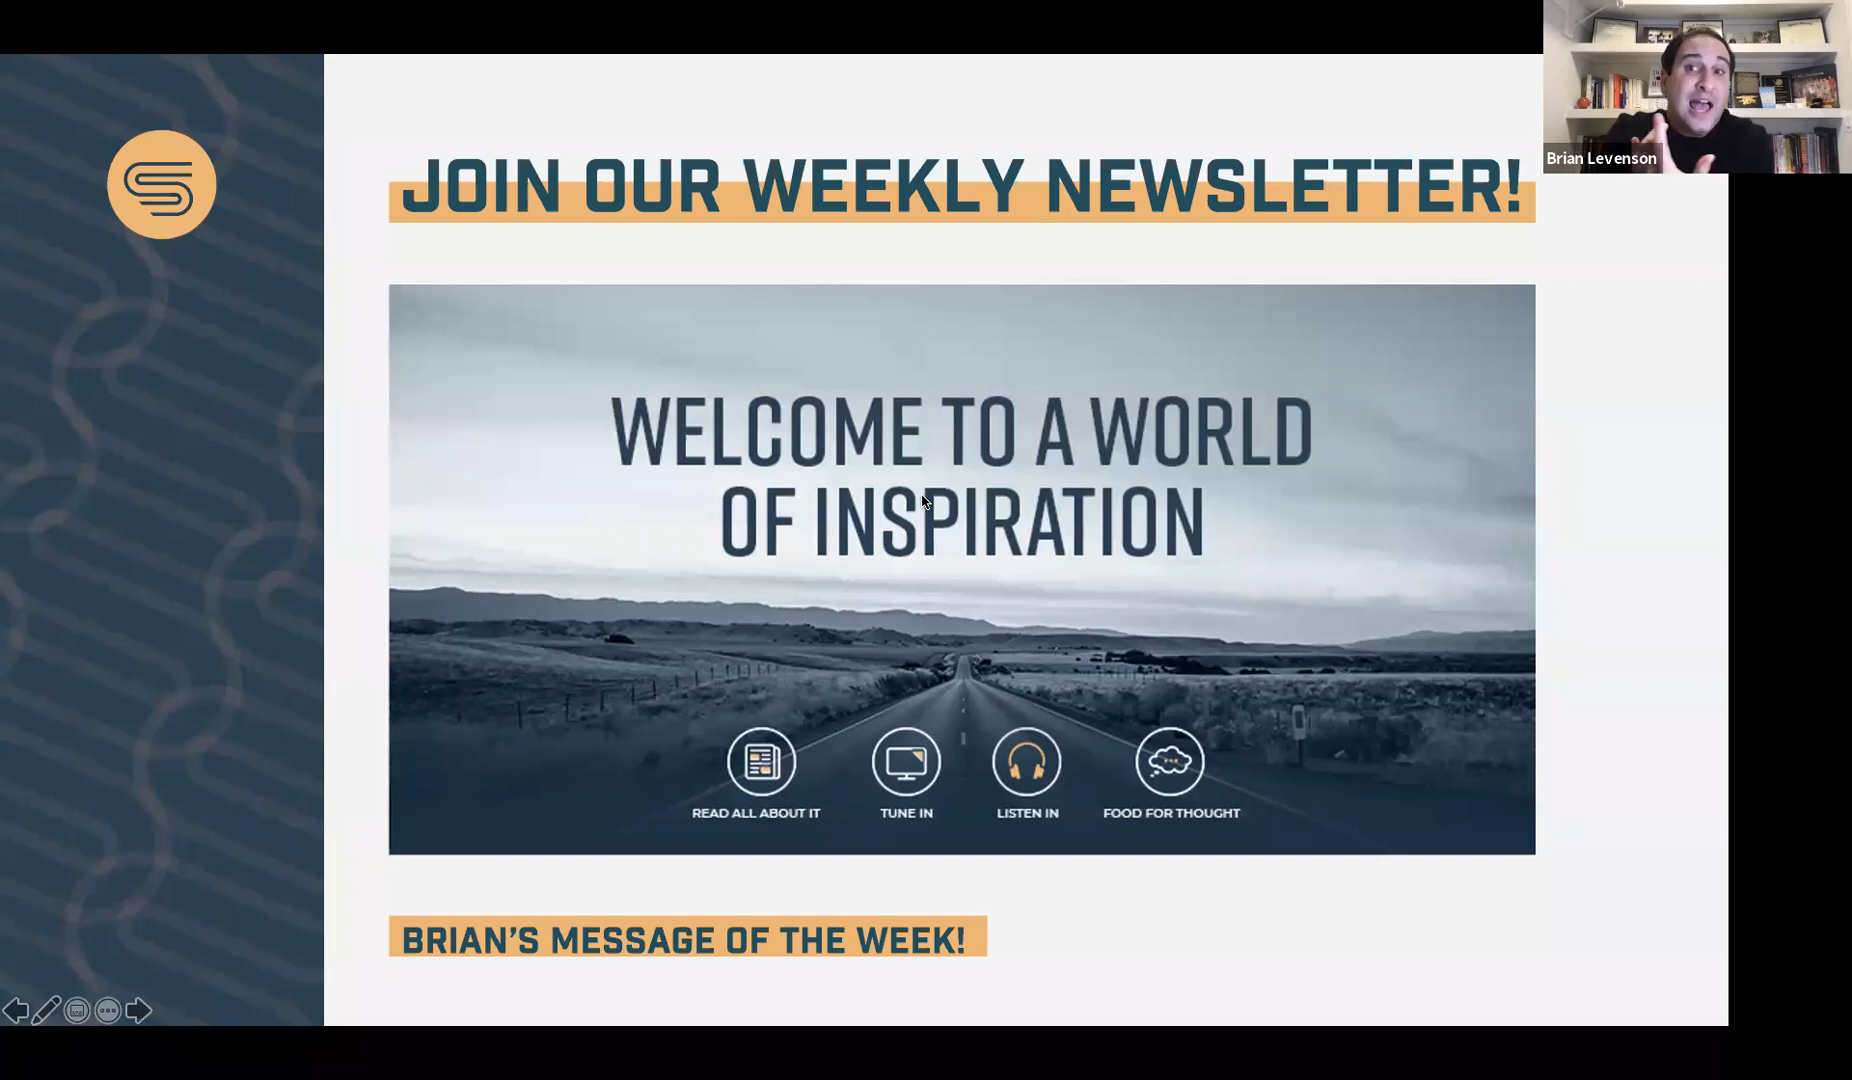 JOIN OUR WEEKLY NEWSLETTER!
Brian Levenson
WELCOME TO A WORLD
OF INSPIRATION
READ ALL ABOUT IT
TUNE IN
LISTEN IN
FOOD FOR THOUGHT
BRIAN'S MESSAGE OF THE WEEK!